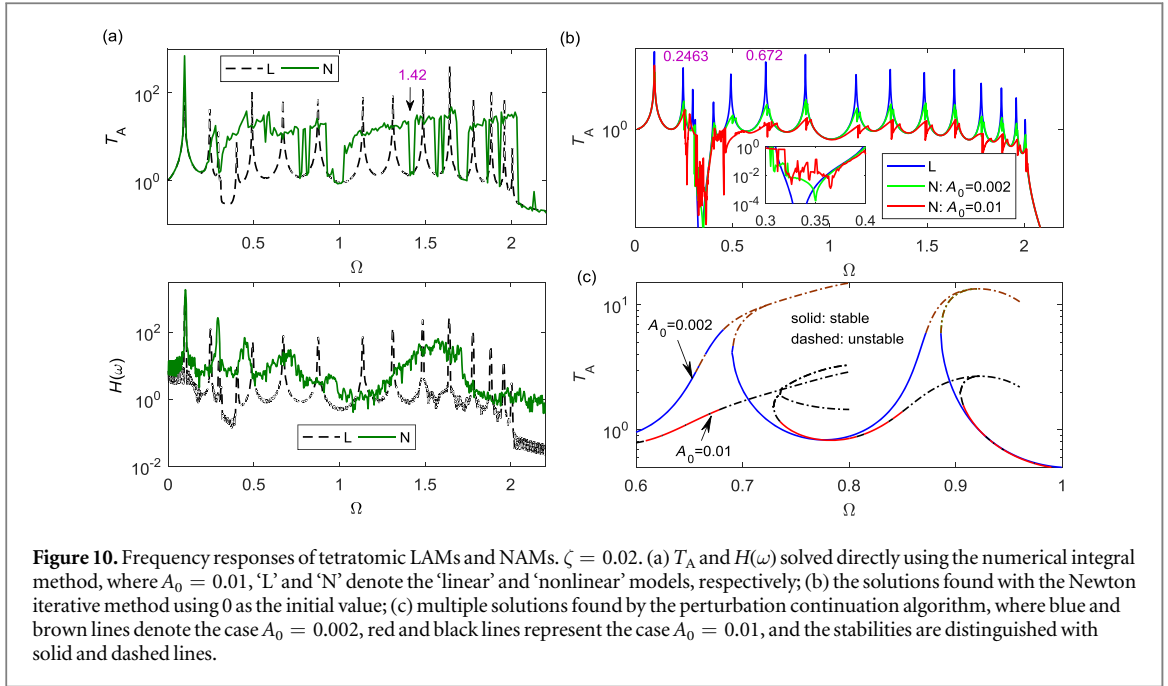 (a)
L N
1.42
T_A
10^2
10^0
0.5 1 1.5 2
Ω
H(ω)
10^2
10^0
10^-2
L N
0 0.5 1 1.5 2
Ω
(b)
0.2463 0.672
T_A
10^0
10^0
10^-2
10^-4
0.3 0.35 0.4
L
N: A_0=0.002
N: A_0=0.01
0 0.5 1 1.5 2
Ω
(c)
10^1
10^0
T_A
A_0=0.002
solid: stable
dashed: unstable
A_0=0.01
0.6 0.7 0.8 0.9 1
Ω
Figure 10. Frequency responses of tetratomic LAMs and NAMs. ζ = 0.02. (a) T_A and H(ω) solved directly using the numerical integral
method, where A_0 = 0.01, ‘L’ and ‘N’ denote the ‘linear’ and ‘nonlinear’ models, respectively; (b) the solutions found with the Newton
iterative method using 0 as the initial value; (c) multiple solutions found by the perturbation continuation algorithm, where blue and
brown lines denote the case A_0 = 0.002, red and black lines represent the case A_0 = 0.01, and the stabilities are distinguished with
solid and dashed lines.